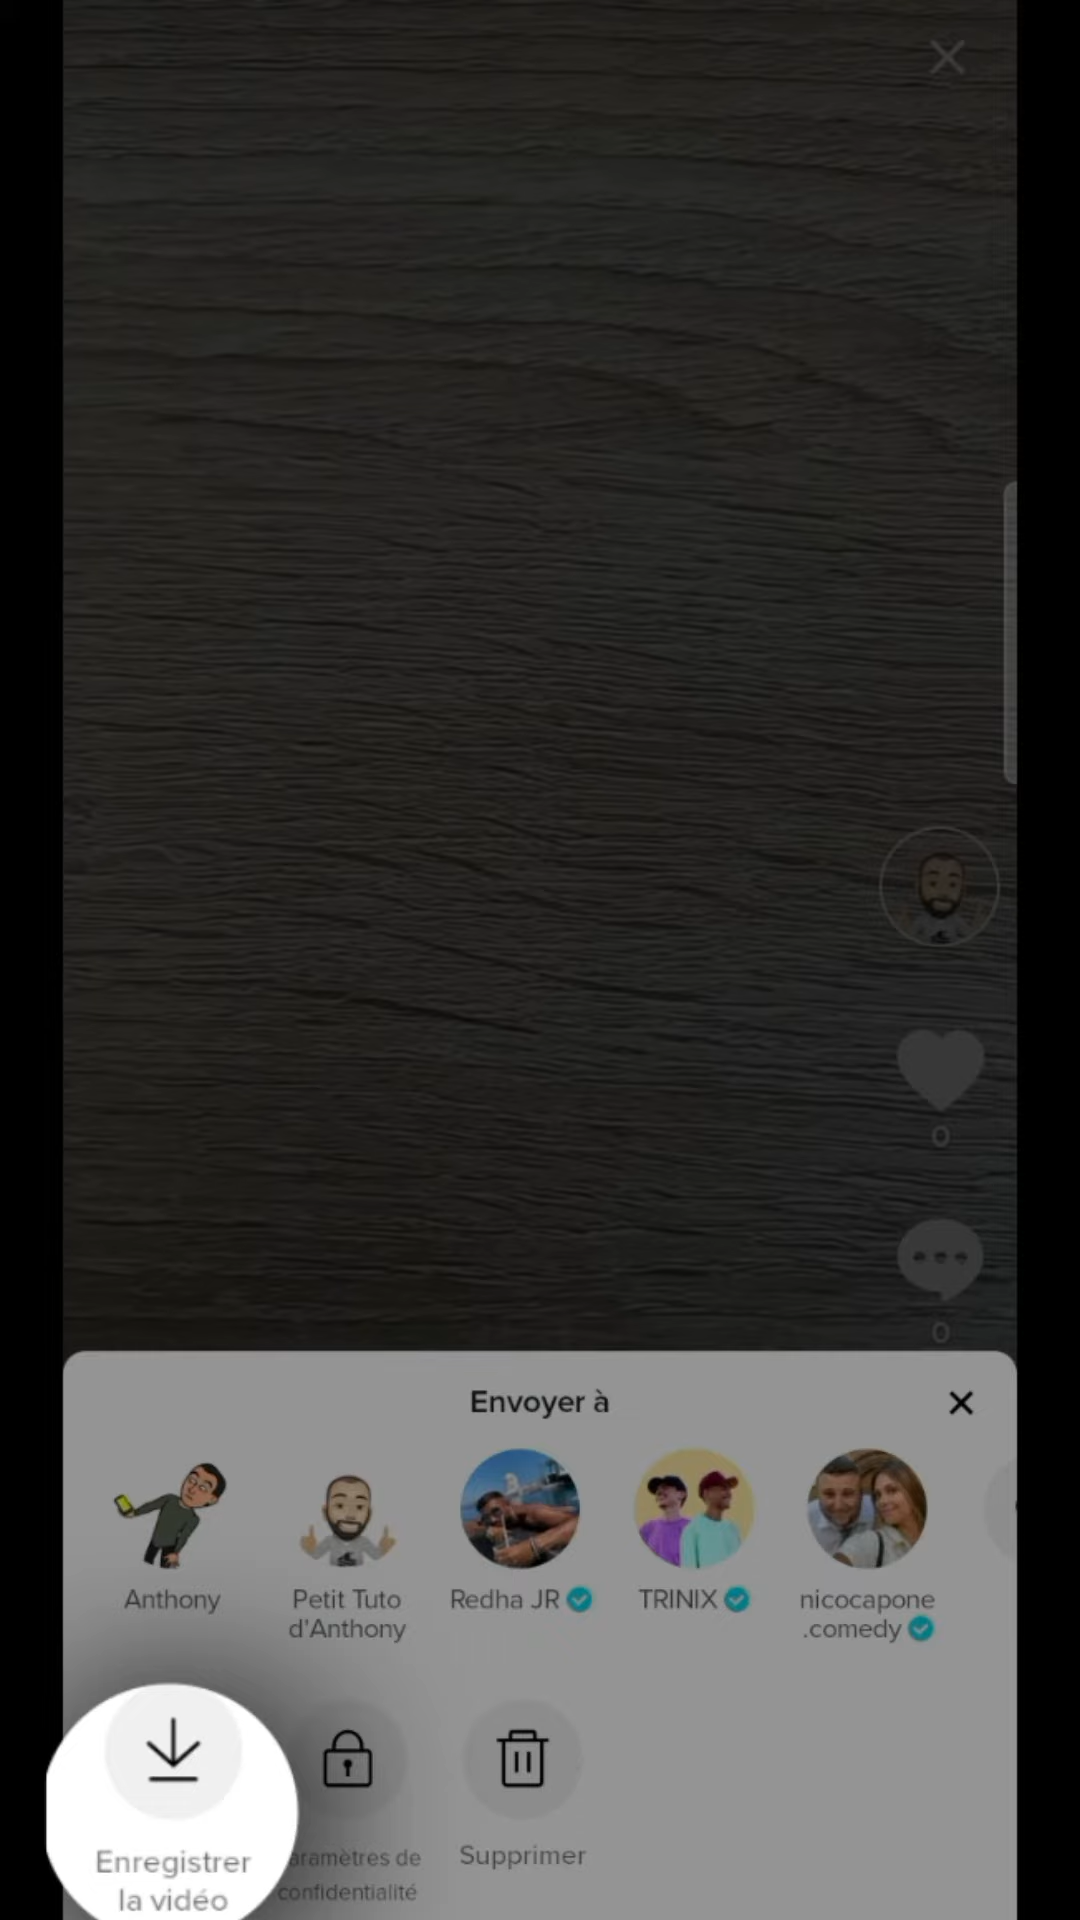 0
0
Envoyer à
Anthony
Petit Tuto
d'Anthony
Redha JR
TRINIX
nicocapone
.comedy
Enregistrer
la vidéo
aramètres de
confidentialité
Supprimer